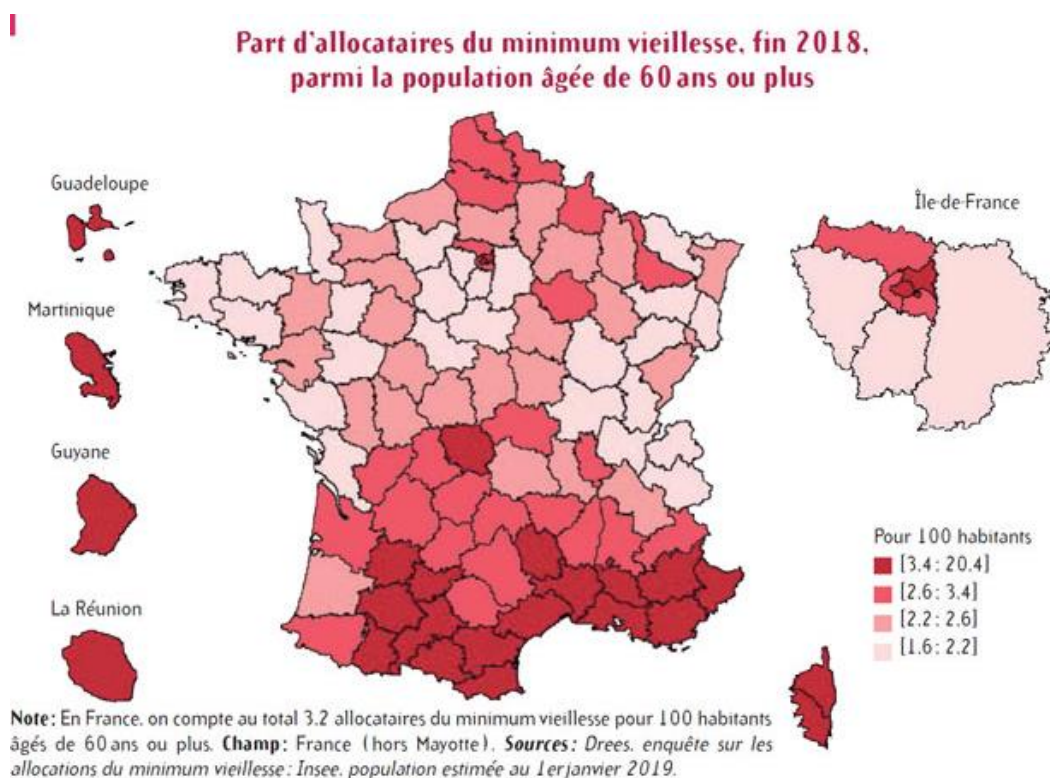 Part d'allocataires du minimum vieillesse, fin 2018,
parmi la population âgée de 60 ans ou plus
Guadeloupe
Martinique
Guyane
La Réunion
Île-de-France
Pour 100 habitants
[3.4 : 20.4]
[2.6 : 3.4]
[2.2 : 2.6]
[1.6 : 2.2]
Note : En France, on compte au total 3.2 allocataires du minimum vieillesse pour 100 habitants
âgés de 60 ans ou plus. Champ : France (hors Mayotte). Sources : Drees, enquête sur les
allocations du minimum vieillesse ; Insee, population estimée au 1er janvier 2019.